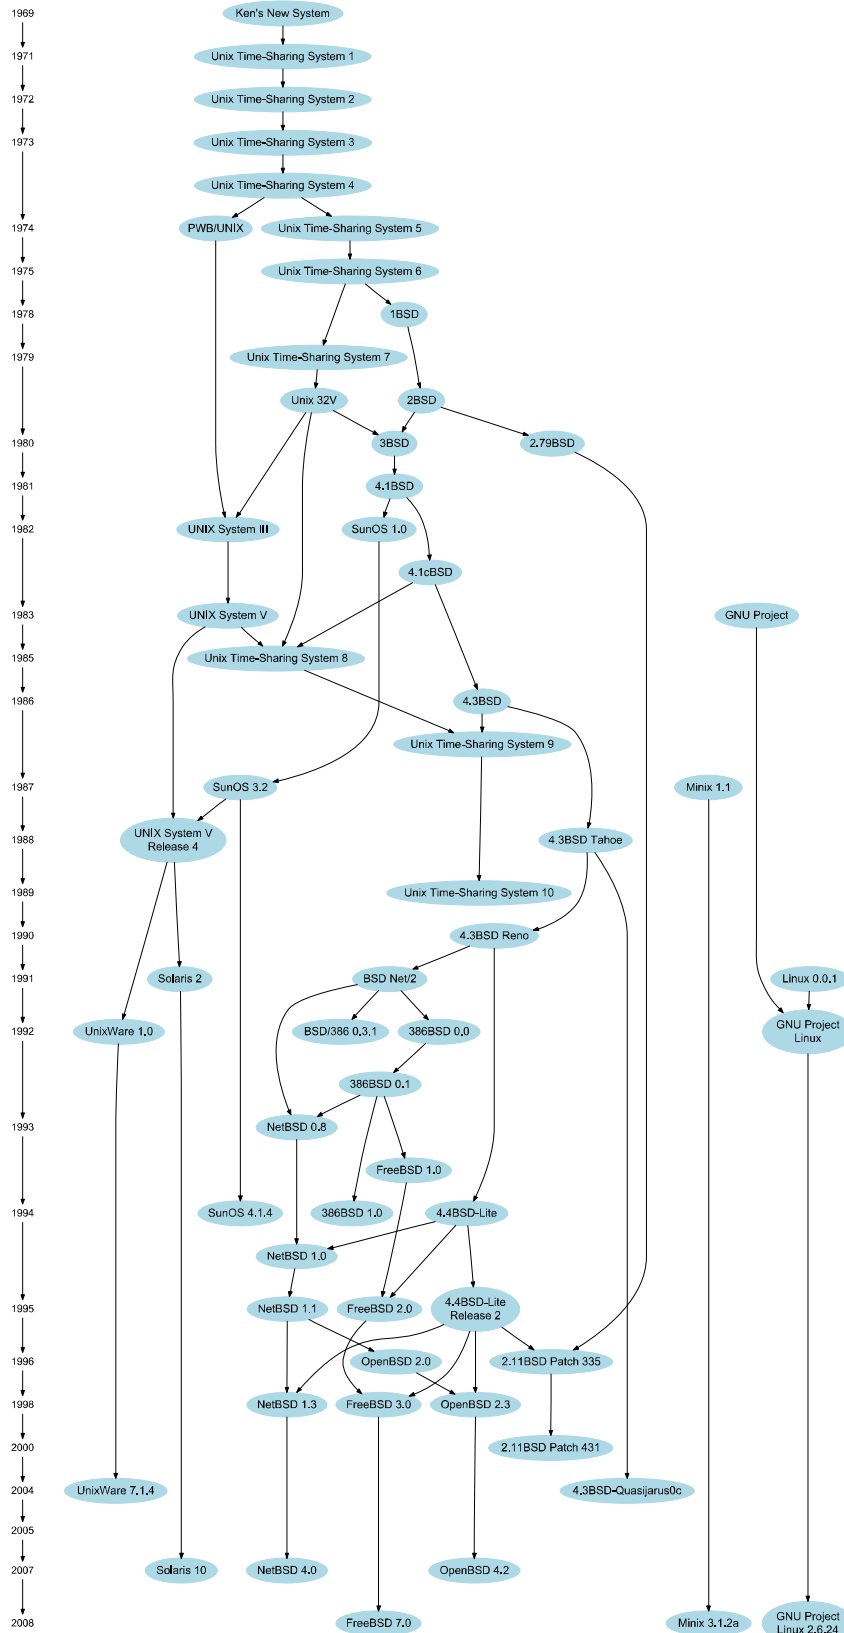 1969
Ken's New System
1971
Unix Time-Sharing System 1
1972
Unix Time-Sharing System 2
1973
Unix Time-Sharing System 3
Unix Time-Sharing System 4
1974
PWB/UNIX
Unix Time-Sharing System 5
1975
Unix Time-Sharing System 6
1978
1BSD
1979
Unix Time-Sharing System 7
Unix 32V
2BSD
1980
3BSD
2.79BSD
1981
4.1BSD
1982
UNIX System III
SunOS 1.0
4.1cBSD
1983
UNIX System V
GNU Project
1985
Unix Time-Sharing System 8
1986
4.3BSD
Unix Time-Sharing System 9
1987
SunOS 3.2
Minix 1.1
1988
UNIX System V
Release 4
4.3BSD Tahoe
1989
Unix Time-Sharing System 10
1990
4.3BSD Reno
1991
Solaris 2
BSD Net/2
Linux 0.0.1
1992
UnixWare 1.0
BSD/386 0.3.1
386BSD 0.0
GNU Project
Linux
386BSD 0.1
1993
NetBSD 0.8
FreeBSD 1.0
1994
SunOS 4.1.4
386BSD 1.0
4.4BSD-Lite
NetBSD 1.0
1995
NetBSD 1.1
FreeBSD 2.0
4.4BSD-Lite
Release 2
1996
OpenBSD 2.0
2.11BSD Patch 335
1998
NetBSD 1.3
FreeBSD 3.0
OpenBSD 2.3
2000
2.11BSD Patch 431
2004
UnixWare 7.1.4
4.3BSD-Quasijarus0c
2005
2007
Solaris 10
NetBSD 4.0
OpenBSD 4.2
2008
FreeBSD 7.0
Minix 3.1.2a
GNU Project
Linux 2.6.24